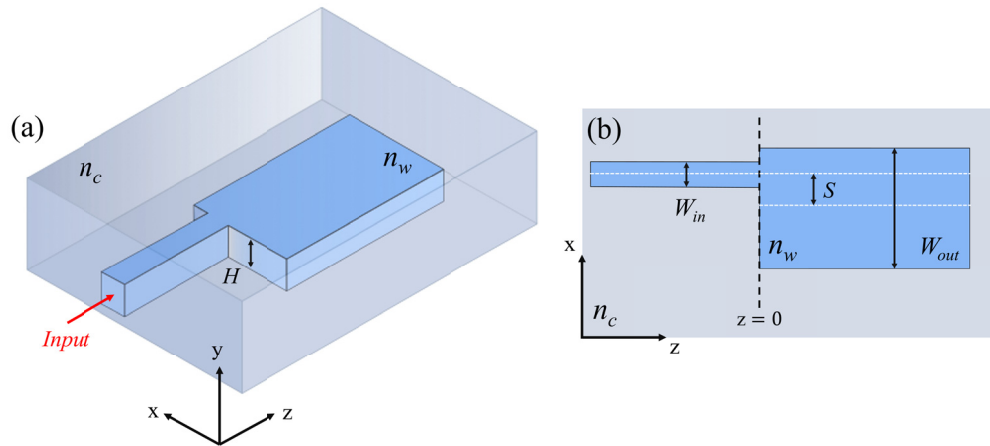 (a)
n_c
n_w
H
Input
y
x
z
(b)
W_in
S
n_w
W_out
x
n_c
z = 0
z